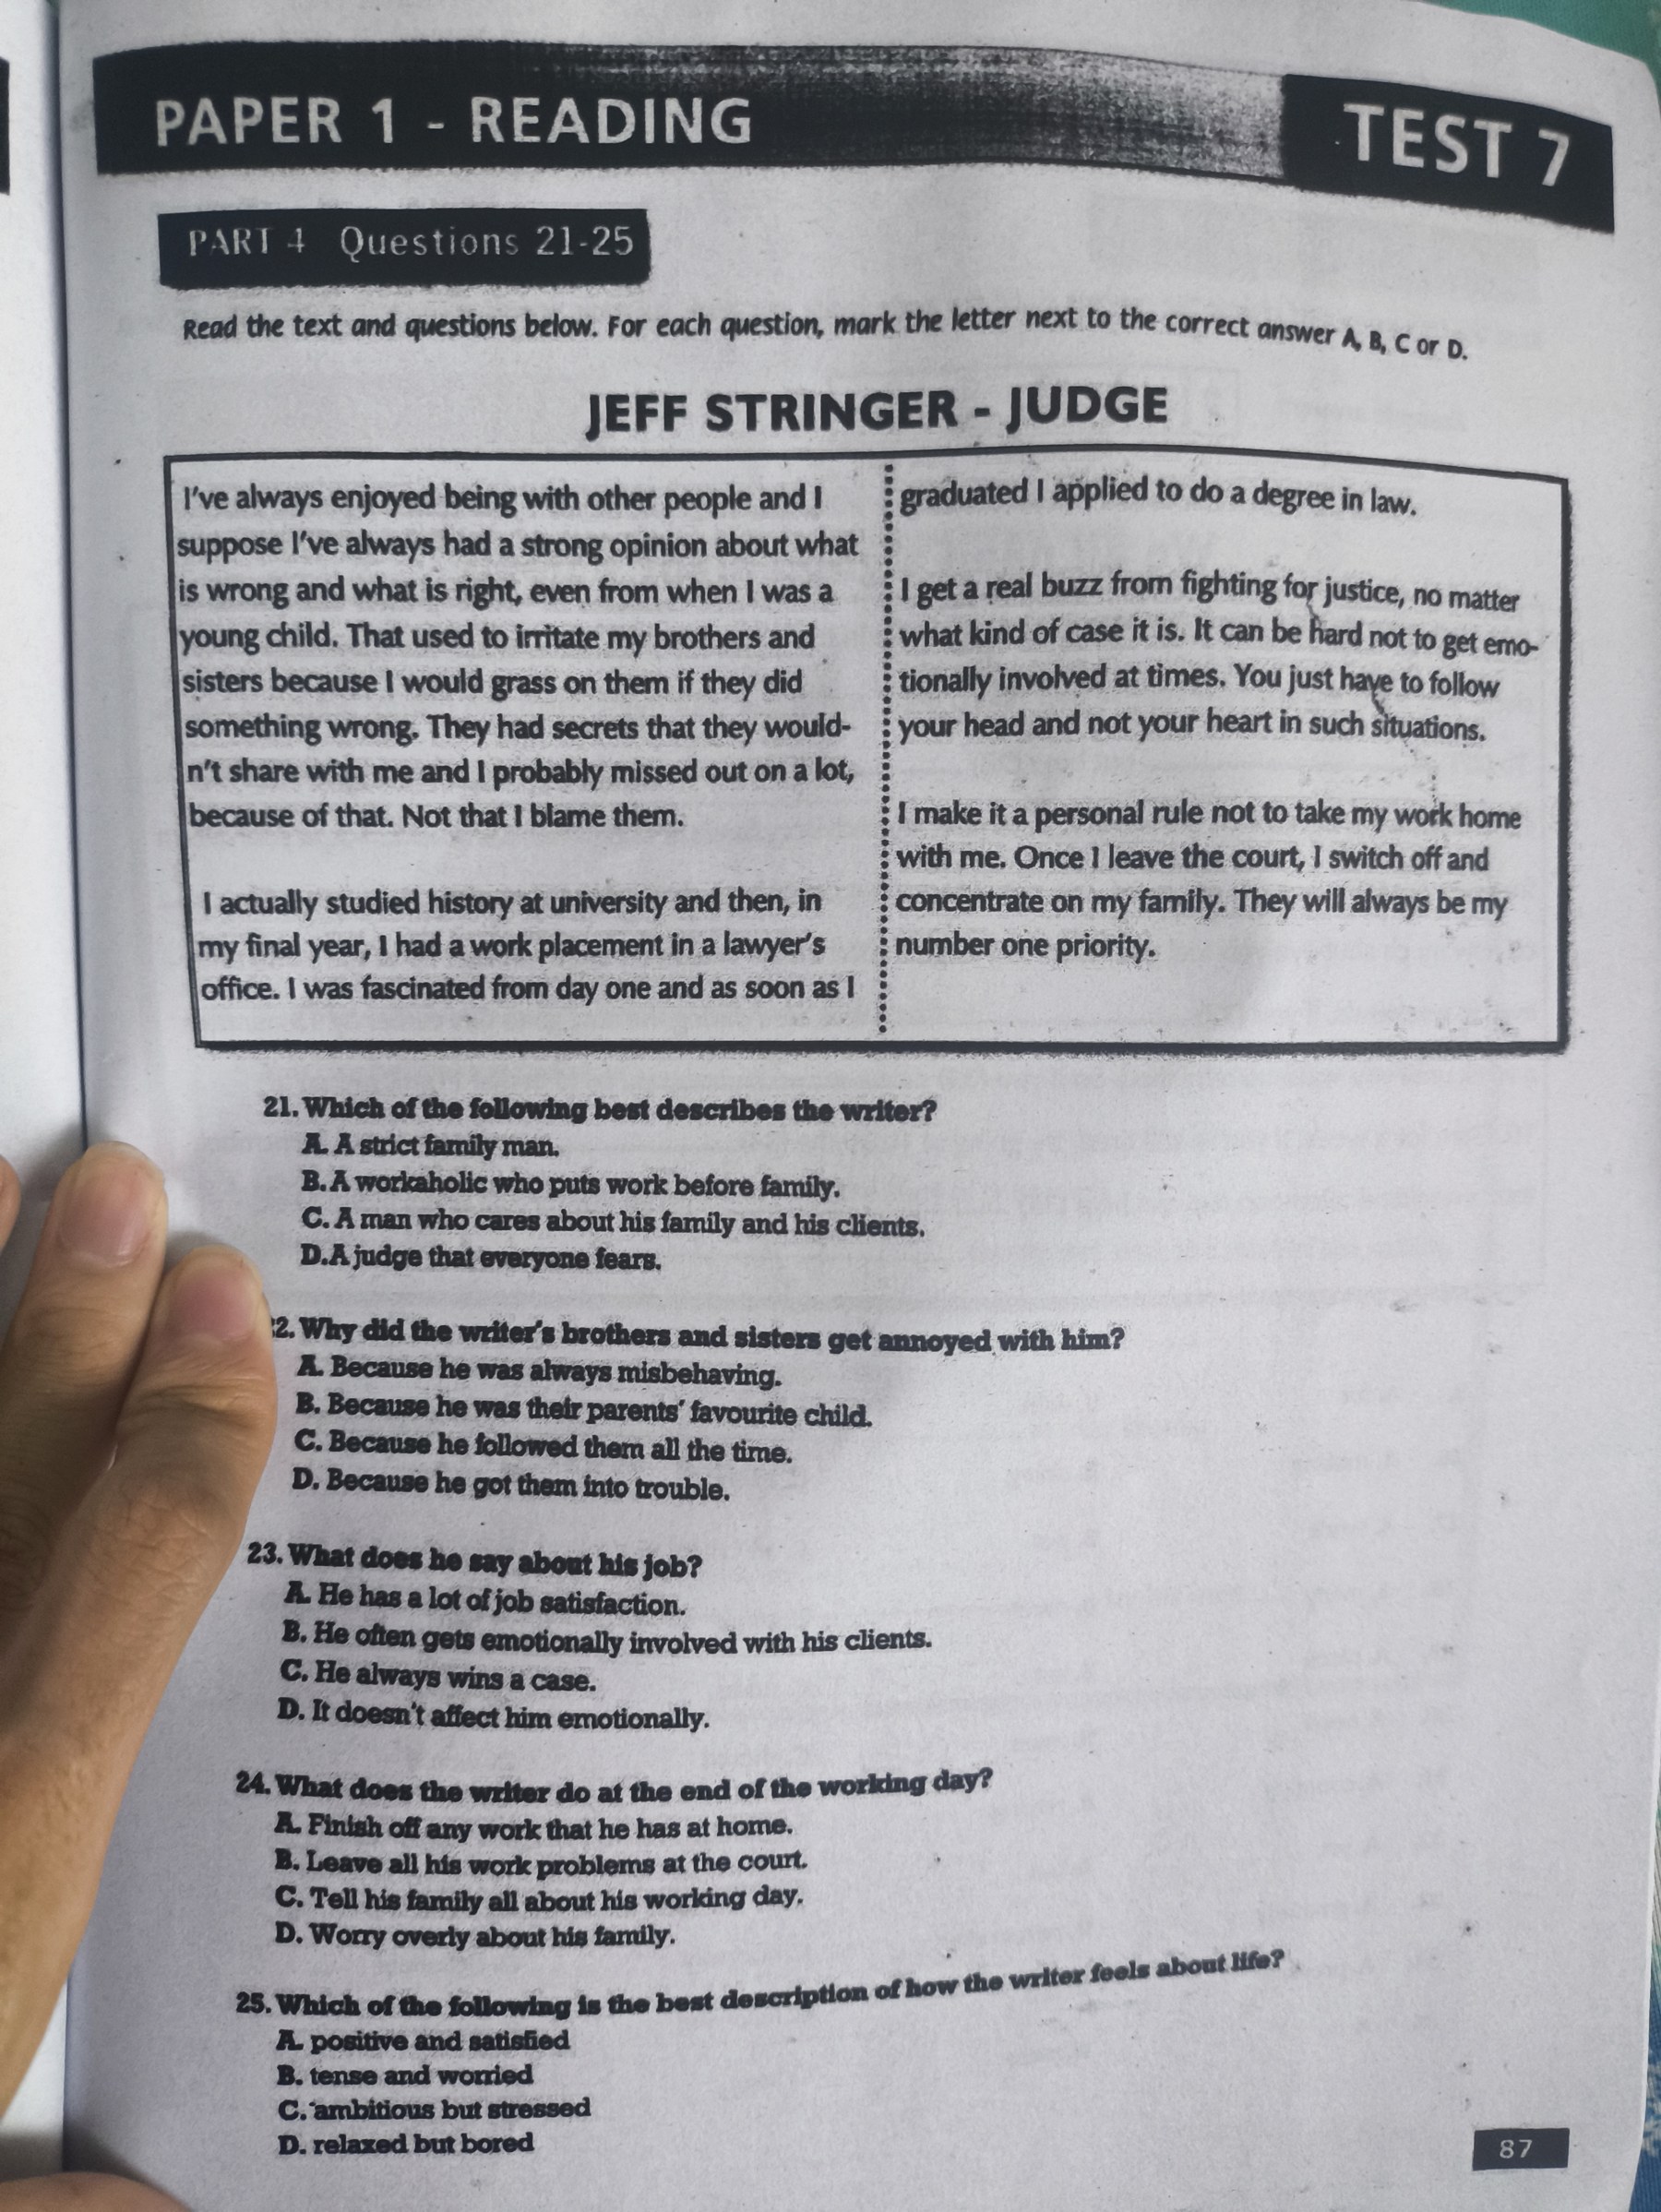 PAPER 1 - READING
TEST 7
PART 4 Questions 21-25
Read the text and questions below. For each question, mark the letter next to the correct answer A, B, C or D.
JEFF STRINGER - JUDGE
I've always enjoyed being with other people and I
suppose I've always had a strong opinion about what
is wrong and what is right, even from when I was a
young child. That used to irritate my brothers and
sisters because I would grass on them if they did
something wrong. They had secrets that they would-
n't share with me and I probably missed out on a lot,
because of that. Not that I blame them.
I actually studied history at university and then, in
my final year, I had a work placement in a lawyer's
office. I was fascinated from day one and as soon as I
graduated I applied to do a degree in law.
I get a real buzz from fighting for justice, no matter
what kind of case it is. It can be hard not to get emo-
tionally involved at times. You just have to follow
your head and not your heart in such situations.
I make it a personal rule not to take my work home
with me. Once I leave the court, I switch off and
concentrate on my family. They will always be my
number one priority.
21. Which of the following best describes the writer?
A. A strict family man.
B. A workaholic who puts work before family.
C. A man who cares about his family and his clients.
D. A judge that everyone fears.
2. Why did the writer's brothers and sisters get annoyed with him?
A. Because he was always misbehaving.
B. Because he was their parents' favourite child.
C. Because he followed them all the time.
D. Because he got them into trouble.
23. What does he say about his job?
A. He has a lot of job satisfaction.
B. He often gets emotionally involved with his clients.
C. He always wins a case.
D. It doesn't affect him emotionally.
24. What does the writer do at the end of the working day?
A. Finish off any work that he has at home.
B. Leave all his work problems at the court.
C. Tell his family all about his working day.
D. Worry overly about his family.
25. Which of the following is the best description of how the writer feels about life?
A. positive and satisfied
B. tense and worried
C. ambitious but stressed
D. relaxed but bored
87